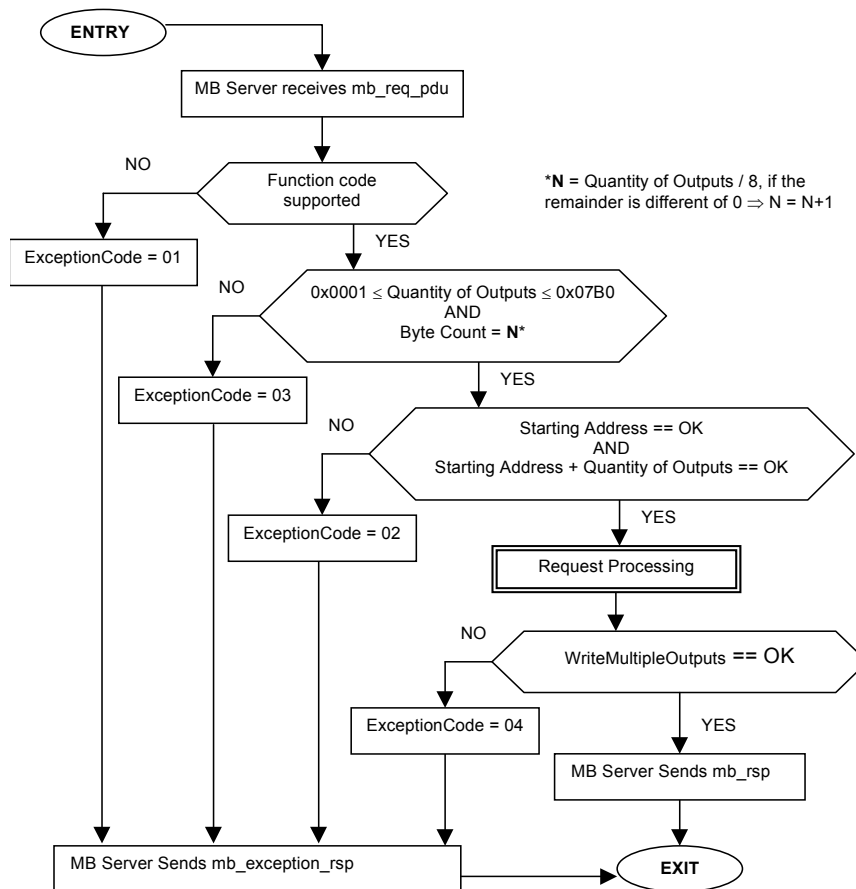 ENTRY
MB Server receives mb_req_pdu
NO
Function code
supported
*N = Quantity of Outputs / 8, if the
remainder is different of 0 ⇒ N = N+1
YES
ExceptionCode = 01
NO
0x0001 ≤ Quantity of Outputs ≤ 0x07B0
AND
Byte Count = N*
YES
ExceptionCode = 03
NO
Starting Address == OK
AND
Starting Address + Quantity of Outputs == OK
YES
ExceptionCode = 02
Request Processing
NO
WriteMultipleOutputs == OK
YES
ExceptionCode = 04
MB Server Sends mb_rsp
MB Server Sends mb_exception_rsp
EXIT